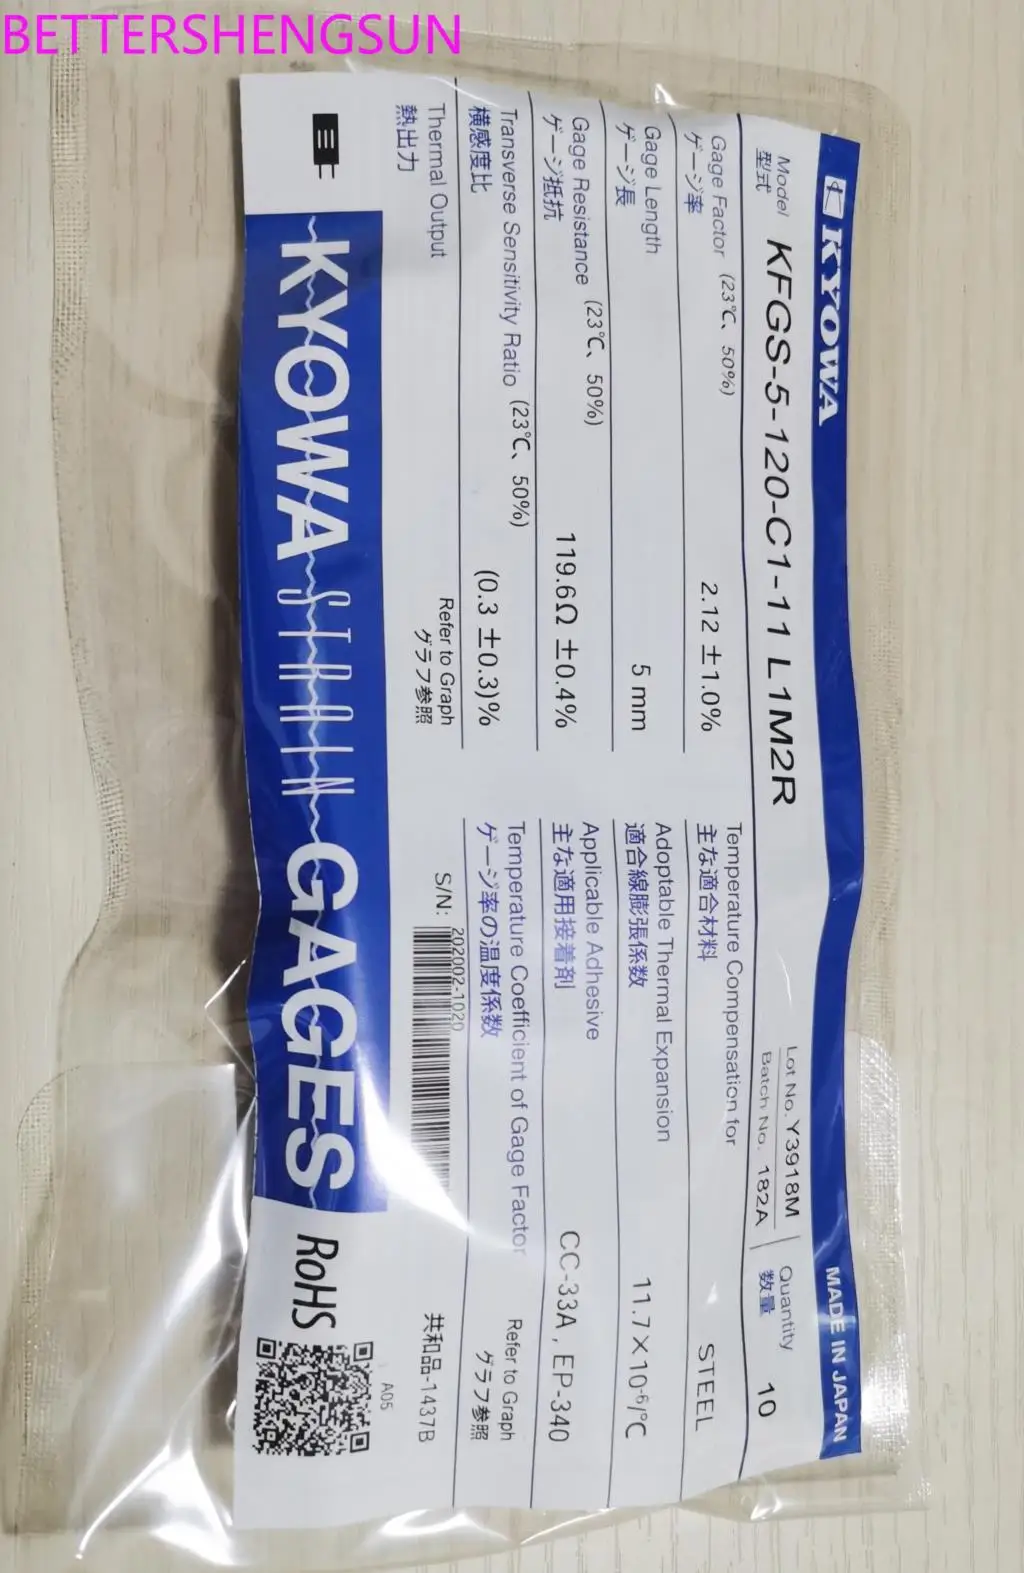 BETTERSHENGSUN
KYOWA
MADE IN JAPAN
Model
型式
KFGS-5-120-C1-11 L1M2R
Lot No. Y3918M
Batch No. 182A
Quantity
数量
10
Gage Factor (23℃、50%)
ゲージ率
2.12 ±1.0%
Temperature Compensation for
主な適合材料
STEEL
Gage Length
ゲージ長
5 mm
Adoptable Thermal Expansion
適合線膨張係数
11.7×10-6/℃
Gage Resistance (23℃、50%)
ゲージ抵抗
119.6Ω ±0.4%
Applicable Adhesive
主な適用接着剤
CC-33A , EP-340
Transverse Sensitivity Ratio (23℃、50%)
横感度比
(0.3 ±0.3)%
Temperature Coefficient of Gage Factor
ゲージ率の温度係数
Refer to Graph
グラフ参照
Thermal Output
熱出力
Refer to Graph
グラフ参照
S/N: 202002-1020
共和品-1437B
A05
KYOWA STRAIN GAGES
RoHS